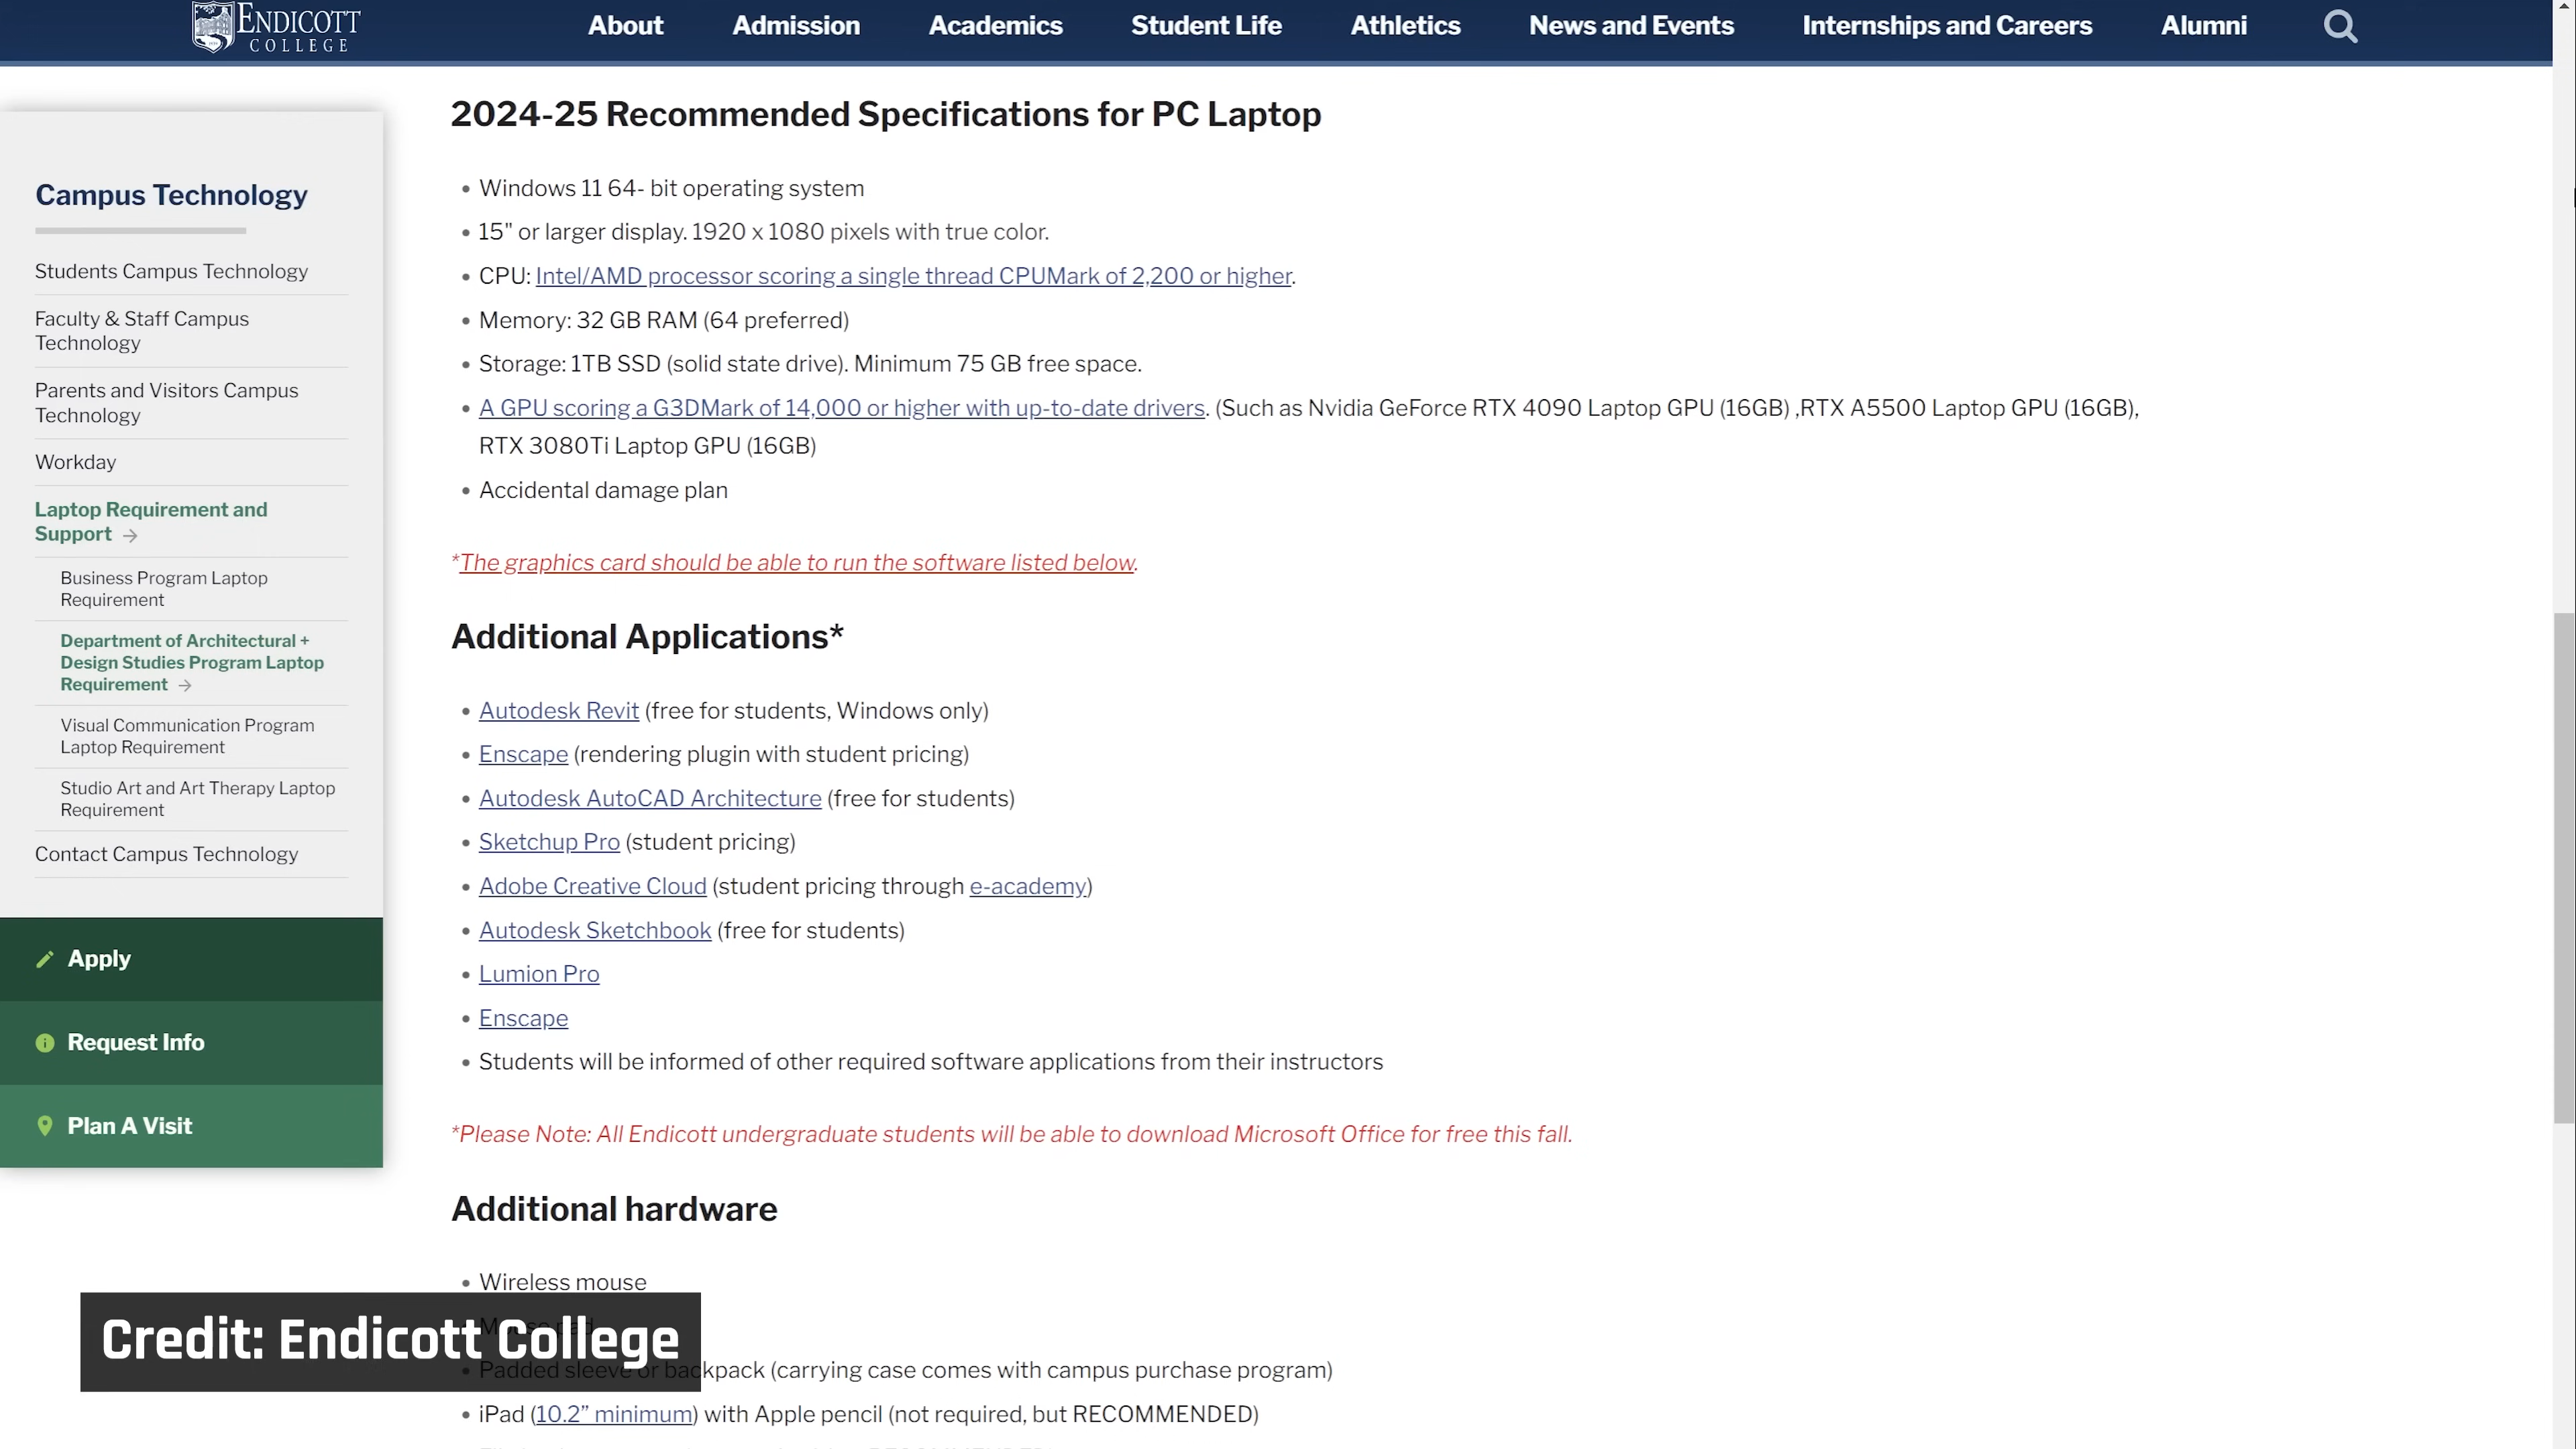 ENDICOTT
COLLEGE
About
Admission
Academics
Student Life
Athletics
News and Events
Internships and Careers
Alumni
Campus Technology
Students Campus Technology
Faculty & Staff Campus
Technology
Parents and Visitors Campus
Technology
Workday
Laptop Requirement and
Support →
Business Program Laptop
Requirement
Department of Architectural +
Design Studies Program Laptop
Requirement →
Visual Communication Program
Laptop Requirement
Studio Art and Art Therapy Laptop
Requirement
Contact Campus Technology
Apply
Request Info
Plan A Visit
2024-25 Recommended Specifications for PC Laptop
• Windows 11 64- bit operating system
• 15" or larger display. 1920 x 1080 pixels with true color.
• CPU: Intel/AMD processor scoring a single thread CPUMark of 2,200 or higher.
• Memory: 32 GB RAM (64 preferred)
• Storage: 1TB SSD (solid state drive). Minimum 75 GB free space.
• A GPU scoring a G3DMark of 14,000 or higher with up-to-date drivers. (Such as Nvidia GeForce RTX 4090 Laptop GPU (16GB) ,RTX A5500 Laptop GPU (16GB),
RTX 3080Ti Laptop GPU (16GB)
• Accidental damage plan
*The graphics card should be able to run the software listed below.
Additional Applications*
• Autodesk Revit (free for students, Windows only)
• Enscape (rendering plugin with student pricing)
• Autodesk AutoCAD Architecture (free for students)
• Sketchup Pro (student pricing)
• Adobe Creative Cloud (student pricing through e-academy)
• Autodesk Sketchbook (free for students)
• Lumion Pro
• Enscape
• Students will be informed of other required software applications from their instructors
*Please Note: All Endicott undergraduate students will be able to download Microsoft Office for free this fall.
Additional hardware
• Wireless mouse
• Padded sleeve or backpack (carrying case comes with campus purchase program)
• iPad (10.2” minimum) with Apple pencil (not required, but RECOMMENDED)
Credit: Endicott College